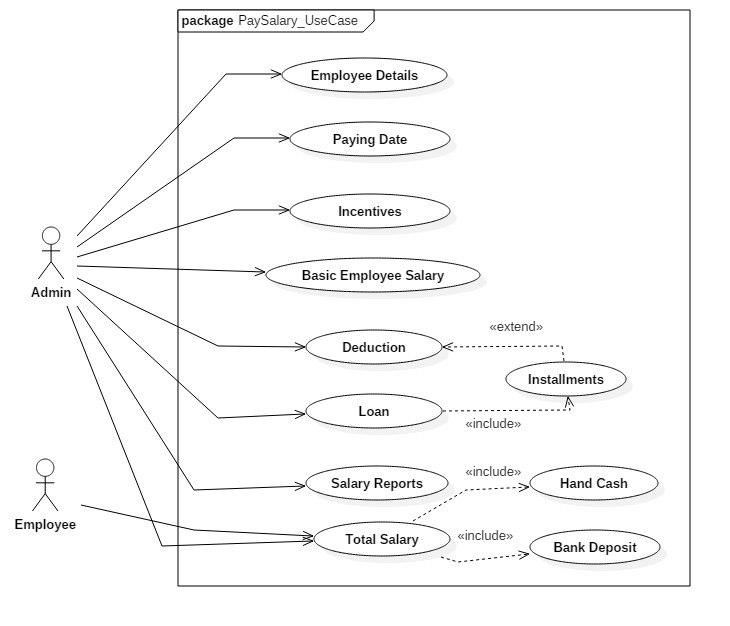 package PaySalary_UseCase
Employee Details
Paying Date
Incentives
Admin
Basic Employee Salary
«extend»
Deduction
Installments
Loan
«include»
«include»
Salary Reports
Hand Cash
Employee
Total Salary
«include»
Bank Deposit